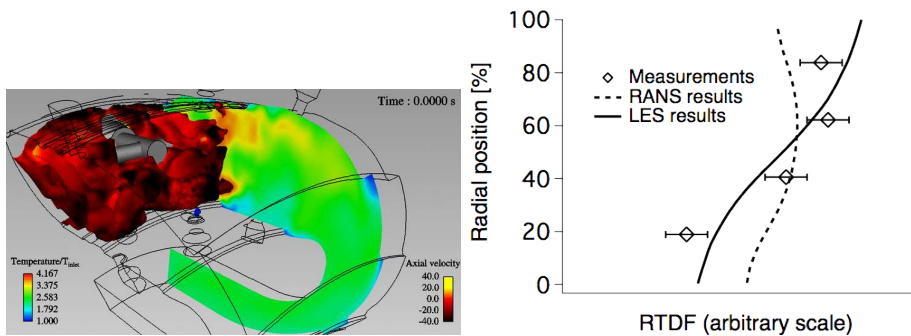 Time : 0.0000 s
Temperature/Tinlet
4.167
3.375
2.583
1.792
1.000
Axial velocity
40.0
20.0
0.0
-20.0
-40.0
Radial position [%]
100
80
60
40
20
0
Measurements
RANS results
LES results
RTDF (arbitrary scale)